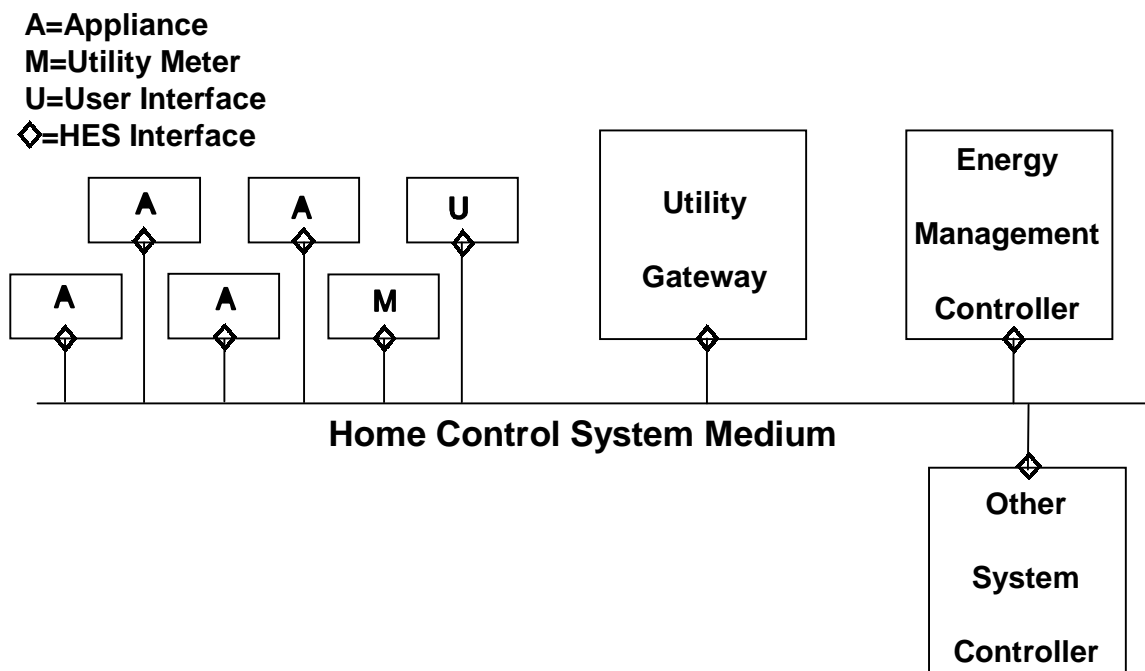 A=Appliance
M=Utility Meter
U=User Interface
◇=HES Interface
A
A
U
A
A
M
Utility
Gateway
Energy
Management
Controller
Home Control System Medium
Other
System
Controller